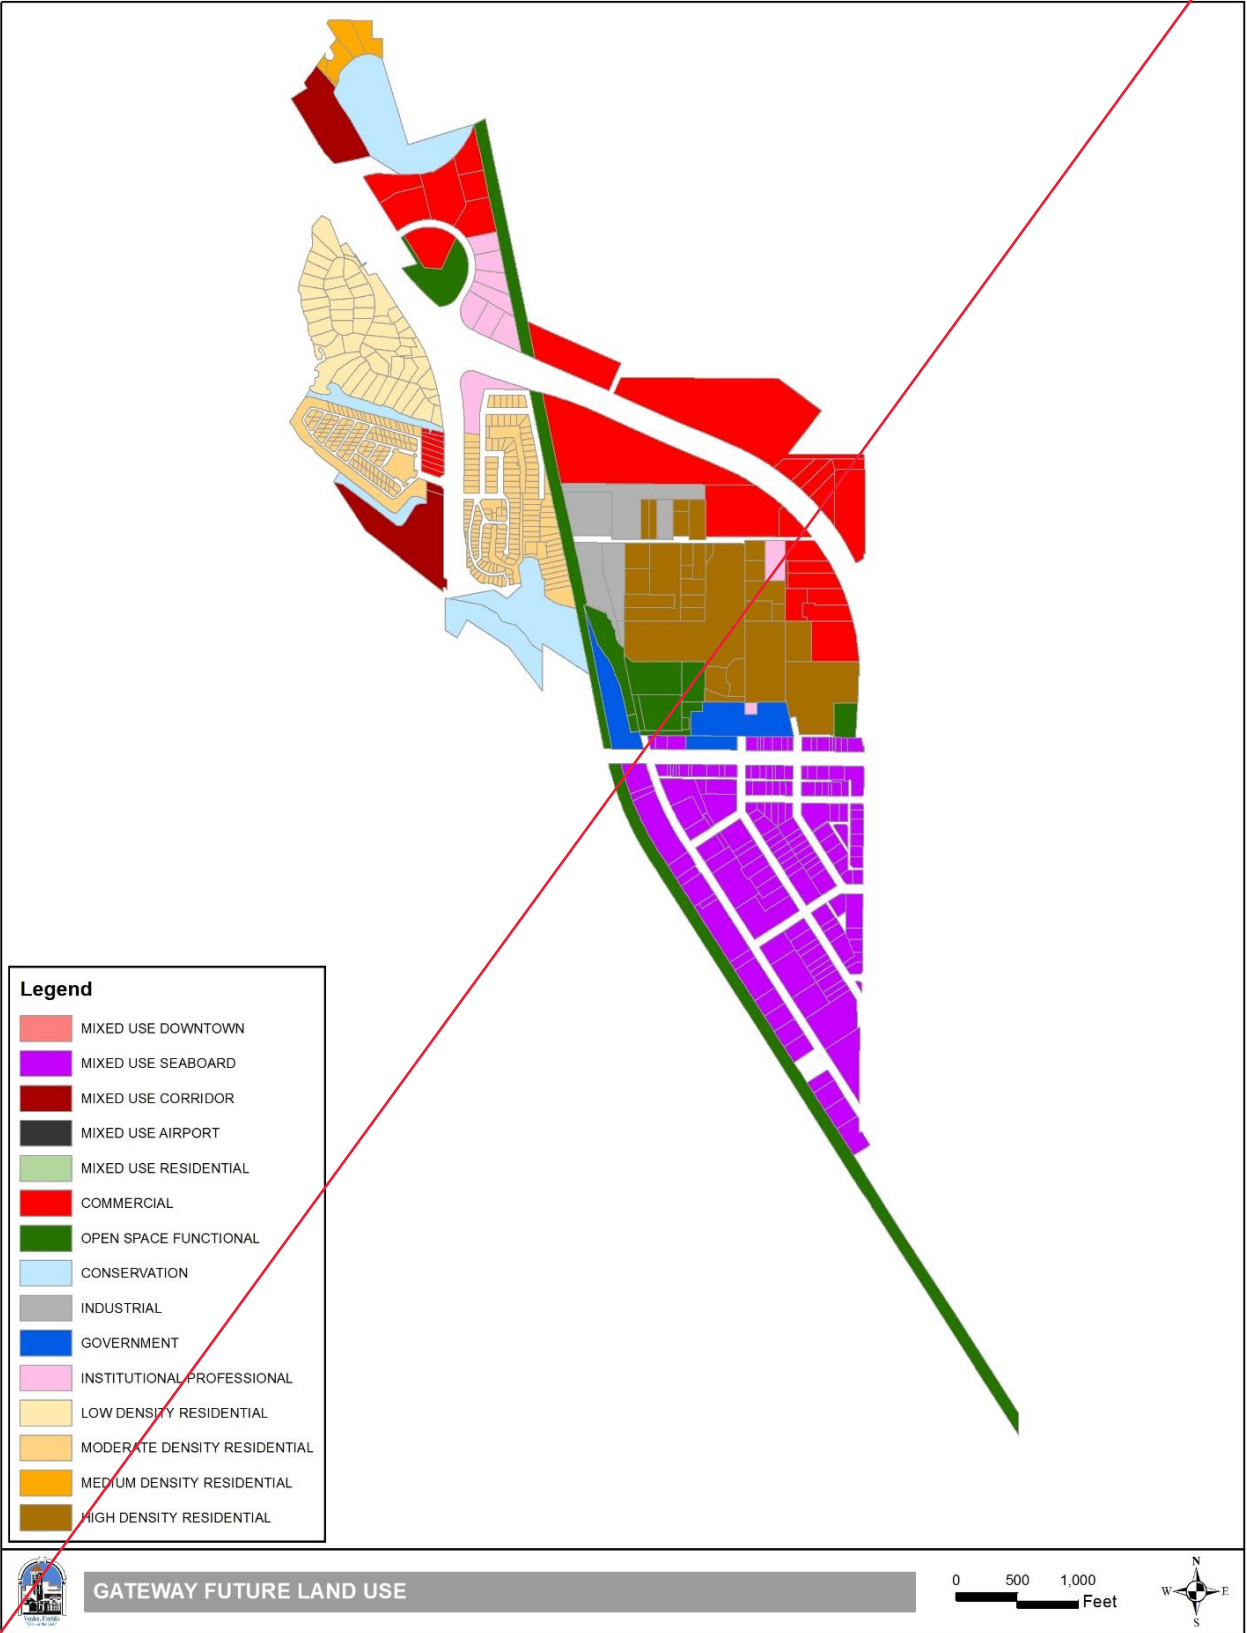 Legend
MIXED USE DOWNTOWN
MIXED USE SEABOARD
MIXED USE CORRIDOR
MIXED USE AIRPORT
MIXED USE RESIDENTIAL
COMMERCIAL
OPEN SPACE FUNCTIONAL
CONSERVATION
INDUSTRIAL
GOVERNMENT
INSTITUTIONAL PROFESSIONAL
LOW DENSITY RESIDENTIAL
MODERATE DENSITY RESIDENTIAL
MEDIUM DENSITY RESIDENTIAL
HIGH DENSITY RESIDENTIAL
Venice, Florida
GATEWAY FUTURE LAND USE
0 500 1,000
Feet
N
W E
S